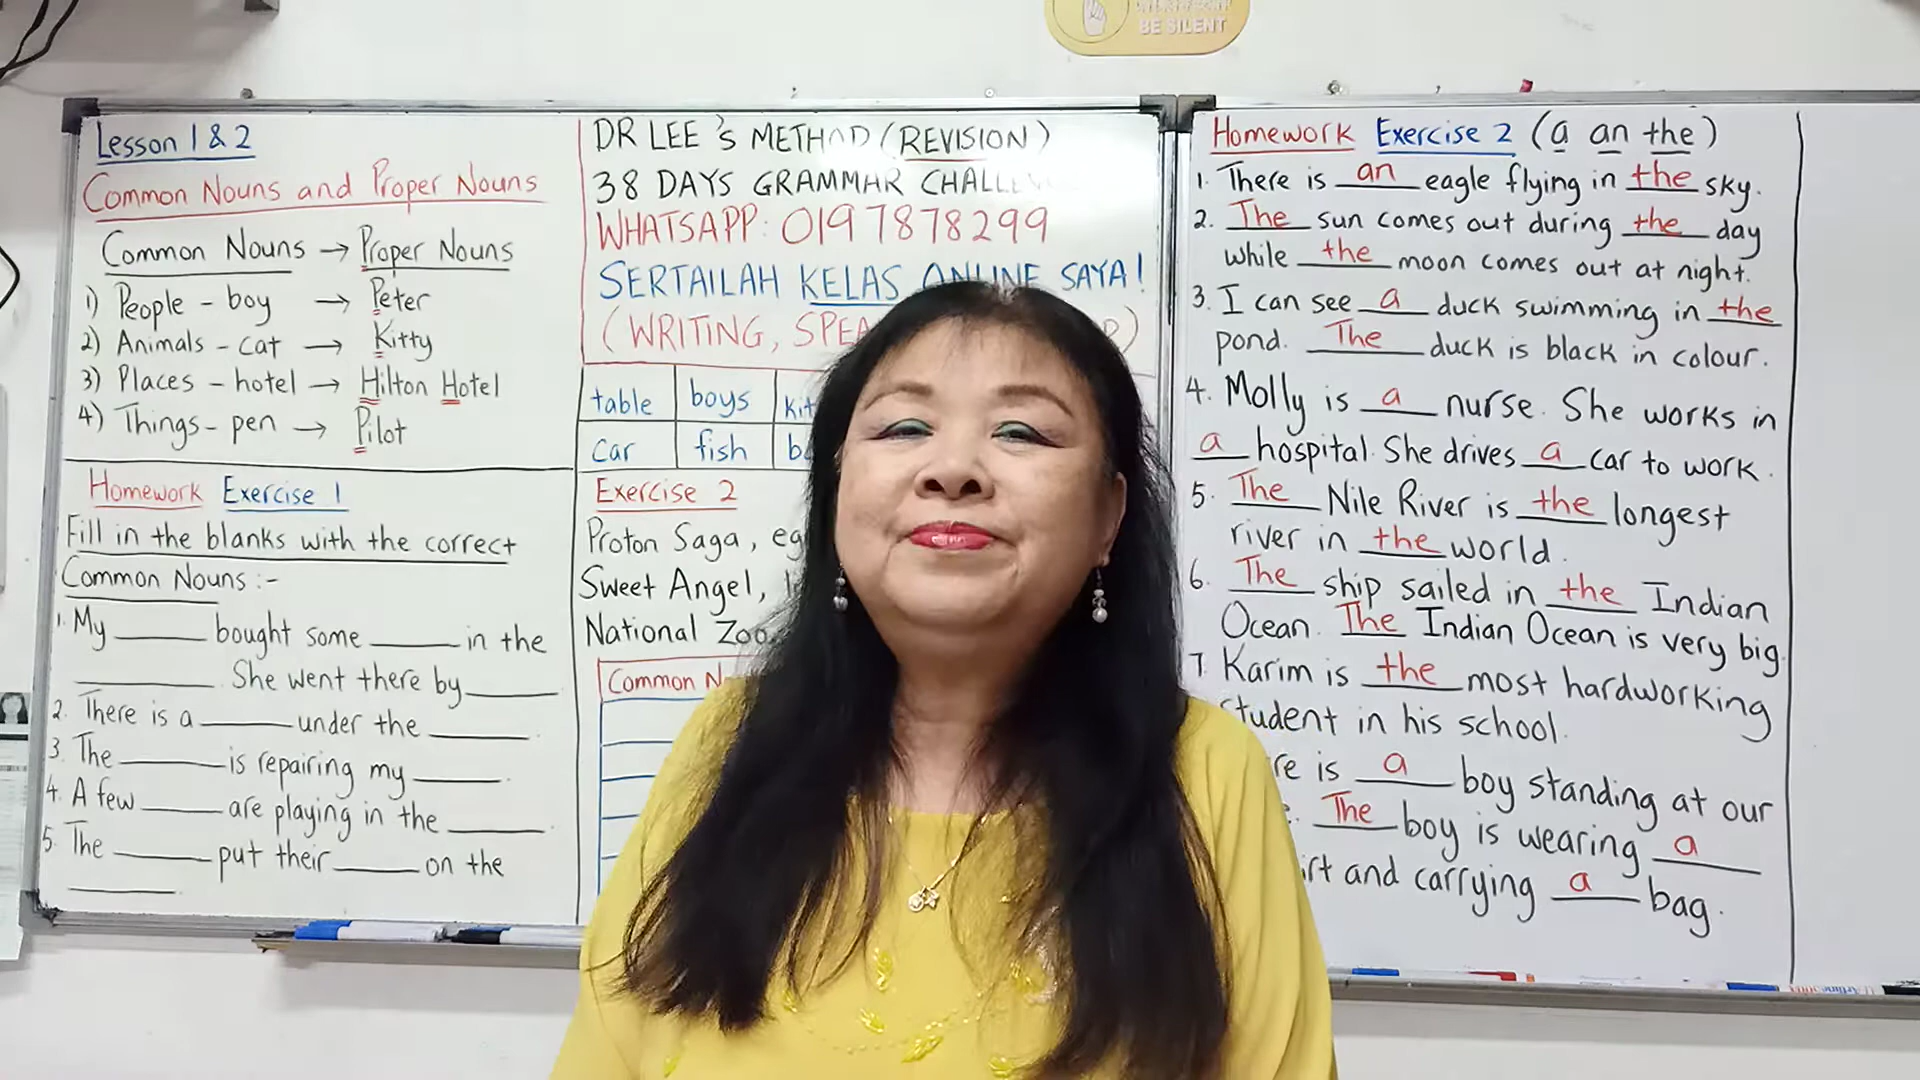 BE SILENT
Lesson 1 & 2
Common Nouns and Proper Nouns
Common Nouns → Proper Nouns
1) People - boy → Peter
2) Animals - cat → Kitty
3) Places - hotel → Hilton Hotel
4) Things - pen → Pilot
Homework Exercise 1
Fill in the blanks with the correct
Common Nouns :-
1. My ______ bought some ______ in the
______. She went there by ______
2. There is a ______ under the ______.
3. The ______ is repairing my ______.
4. A few ______ are playing in the ______.
5. The ______ put their ______ on the
______
DR LEE 's METHOD (REVISION)
38 DAYS GRAMMAR
WHATSAPP: 0197878299
SERTAILAH KELAS ONLINE SAYA!
(WRITING,
table boys
car fish
Exercise 2
Proton Saga,
Sweet Angel,
National Zoo
Common
Homework Exercise 2 (a an the)
1. There is an eagle flying in the sky.
2. The sun comes out during the day
while the moon comes out at night.
3. I can see a duck swimming in the
pond. The duck is black in colour.
4. Molly is a nurse. She works in
a hospital. She drives a car to work.
5. The Nile River is the longest
river in the world.
6. The ship sailed in the Indian
Ocean. The Indian Ocean is very big.
7. Karim is the most hardworking
student in his school.
is a boy standing at our
The boy is wearing a
and carrying a bag.